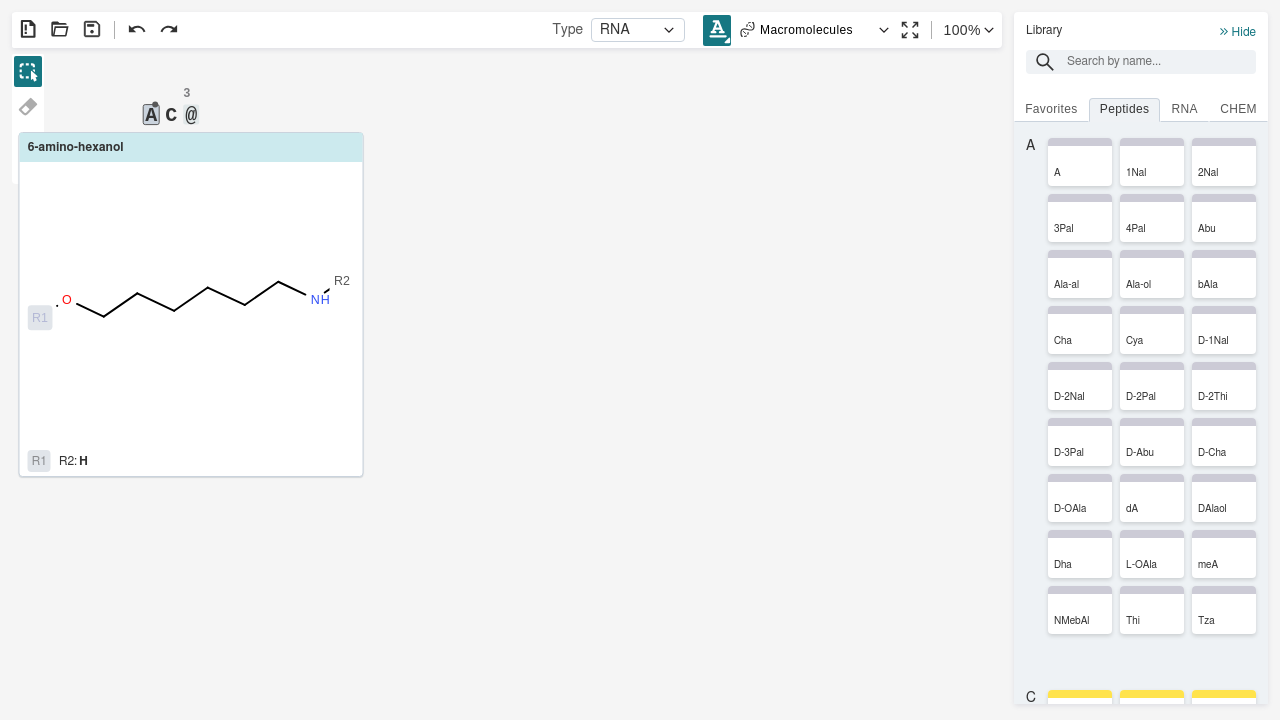 Type RNA A Macromolecules 100%
3
A C @
6-amino-hexanol
R1 O NH R2
R1 R2: H
Library Hide
Search by name...
Favorites Peptides RNA CHEM
A
A 1Nal 2Nal
3Pal 4Pal Abu
Ala-al Ala-ol bAla
Cha Cya D-1Nal
D-2Nal D-2Pal D-2Thi
D-3Pal D-Abu D-Cha
D-OAla dA DAlaol
Dha L-OAla meA
NMebAl Thi Tza
C